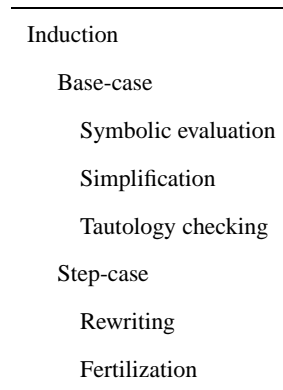 Induction
Base-case
Symbolic evaluation
Simplification
Tautology checking
Step-case
Rewriting
Fertilization